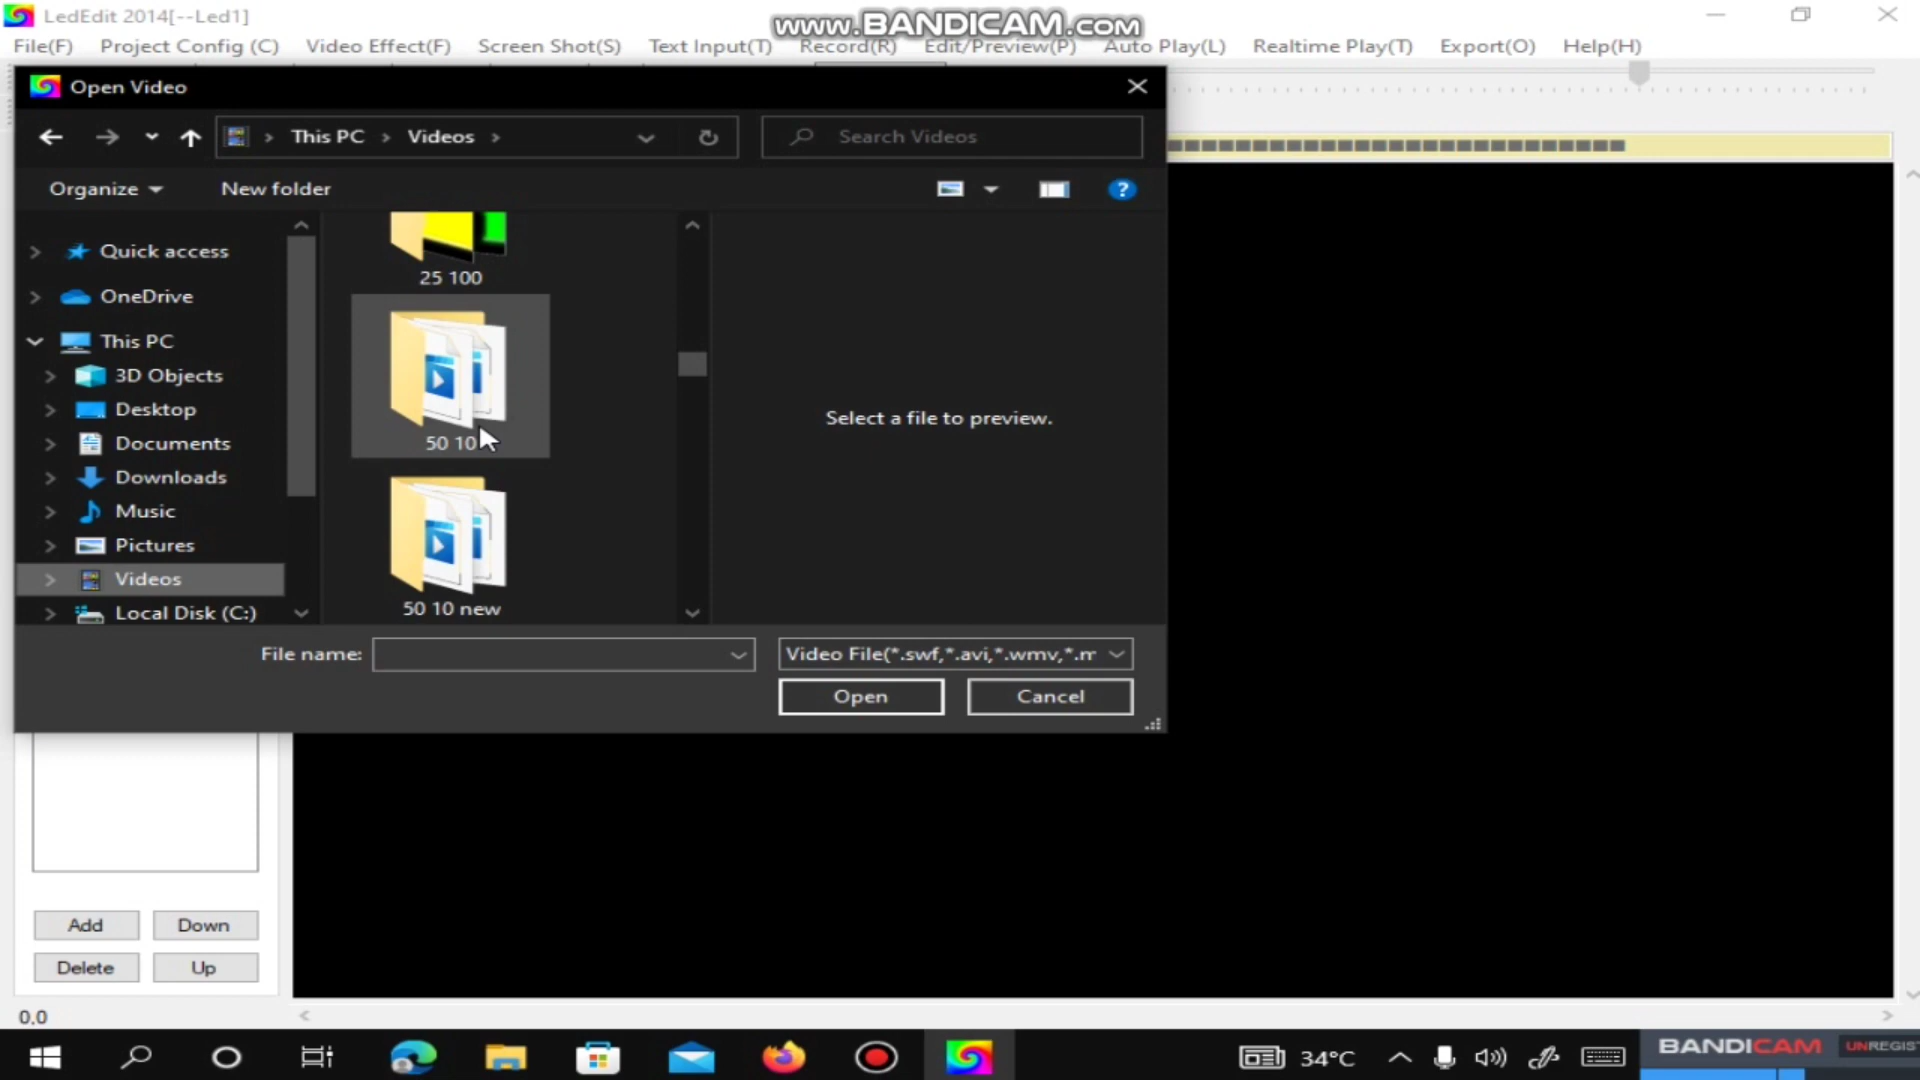 LedEdit 2014[--Led1]
www.BANDICAM.com
File(F) Project Config (C) Video Effect(F) Screen Shot(S) Text Input(T) Record(R) Edit/Preview(P) Auto Play(L) Realtime Play(T) Export(O) Help(H)
Open Video
This PC Videos
Search Videos
Organize New folder
Quick access
OneDrive
This PC
3D Objects
Desktop
Documents
Downloads
Music
Pictures
Videos
Local Disk (C:)
25 100
50 10
50 10 new
Select a file to preview.
File name:
Video File(*.swf,*.avi,*.wmv,*.m
Open Cancel
Add Down
Delete Up
0,0
34°C
BANDICAM UNREGIS